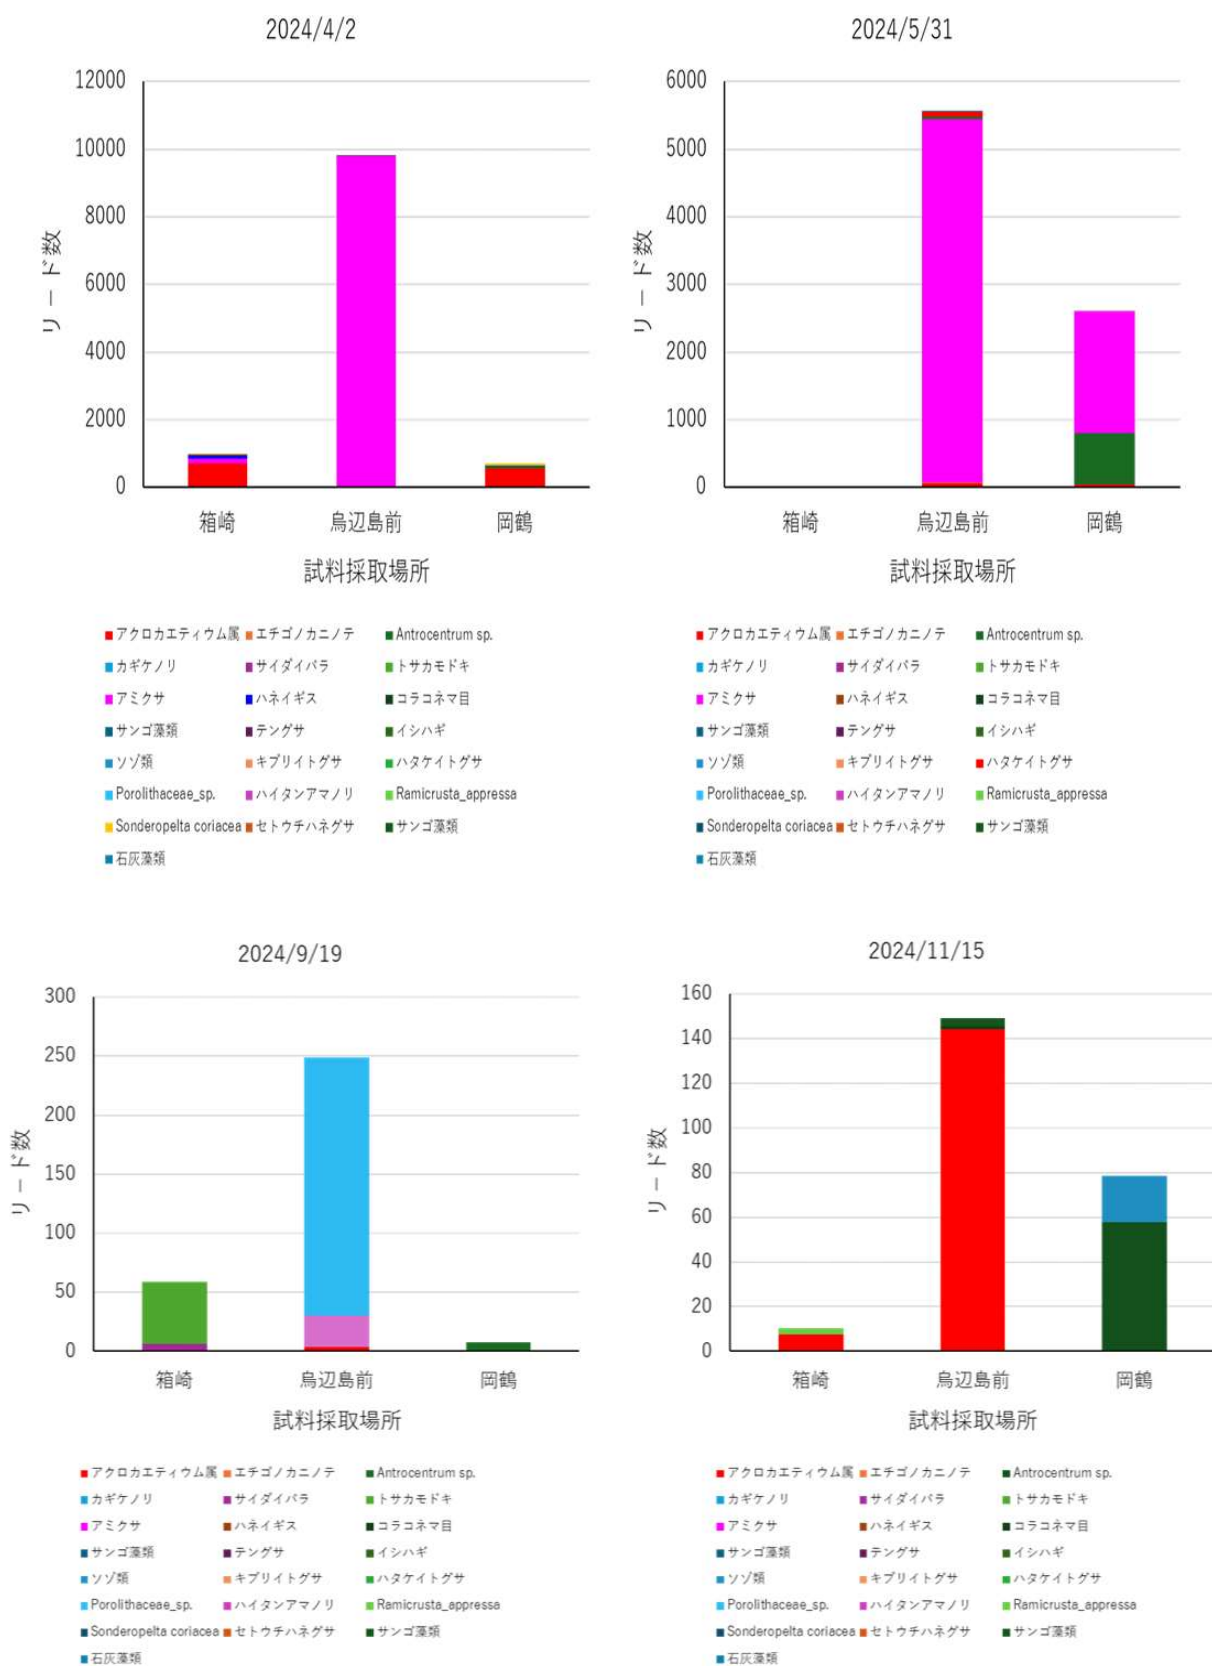 2024/4/2
12000
10000
8000
6000
4000
2000
0
リード数
箱崎 烏辺島前 岡鶴
試料採取場所
アクロカエティウム属 エチゴノカニノテ Antrocentrum sp.
カギケノリ サイダイバラ トサカモドキ
アミクサ ハネイギス コラコネマ目
サンゴ藻類 テングサ イシハギ
ソゾ類 キブリイトグサ ハタケイトグサ
Porolithaceae_sp. ハイタンアマノリ Ramicrusta_appressa
Sonderopelta coriacea セトウチハネグサ サンゴ藻類
石灰藻類
2024/5/31
6000
5000
4000
3000
2000
1000
0
リード数
箱崎 烏辺島前 岡鶴
試料採取場所
アクロカエティウム属 エチゴノカニノテ Antrocentrum sp.
カギケノリ サイダイバラ トサカモドキ
アミクサ ハネイギス コラコネマ目
サンゴ藻類 テングサ イシハギ
ソゾ類 キブリイトグサ ハタケイトグサ
Porolithaceae_sp. ハイタンアマノリ Ramicrusta_appressa
Sonderopelta coriacea セトウチハネグサ サンゴ藻類
石灰藻類
2024/9/19
300
250
200
150
100
50
0
リード数
箱崎 烏辺島前 岡鶴
試料採取場所
アクロカエティウム属 エチゴノカニノテ Antrocentrum sp.
カギケノリ サイダイバラ トサカモドキ
アミクサ ハネイギス コラコネマ目
サンゴ藻類 テングサ イシハギ
ソゾ類 キブリイトグサ ハタケイトグサ
Porolithaceae_sp. ハイタンアマノリ Ramicrusta_appressa
Sonderopelta coriacea セトウチハネグサ サンゴ藻類
石灰藻類
2024/11/15
160
140
120
100
80
60
40
20
0
リード数
箱崎 烏辺島前 岡鶴
試料採取場所
アクロカエティウム属 エチゴノカニノテ Antrocentrum sp.
カギケノリ サイダイバラ トサカモドキ
アミクサ ハネイギス コラコネマ目
サンゴ藻類 テングサ イシハギ
ソゾ類 キブリイトグサ ハタケイトグサ
Porolithaceae_sp. ハイタンアマノリ Ramicrusta_appressa
Sonderopelta coriacea セトウチハネグサ サンゴ藻類
石灰藻類